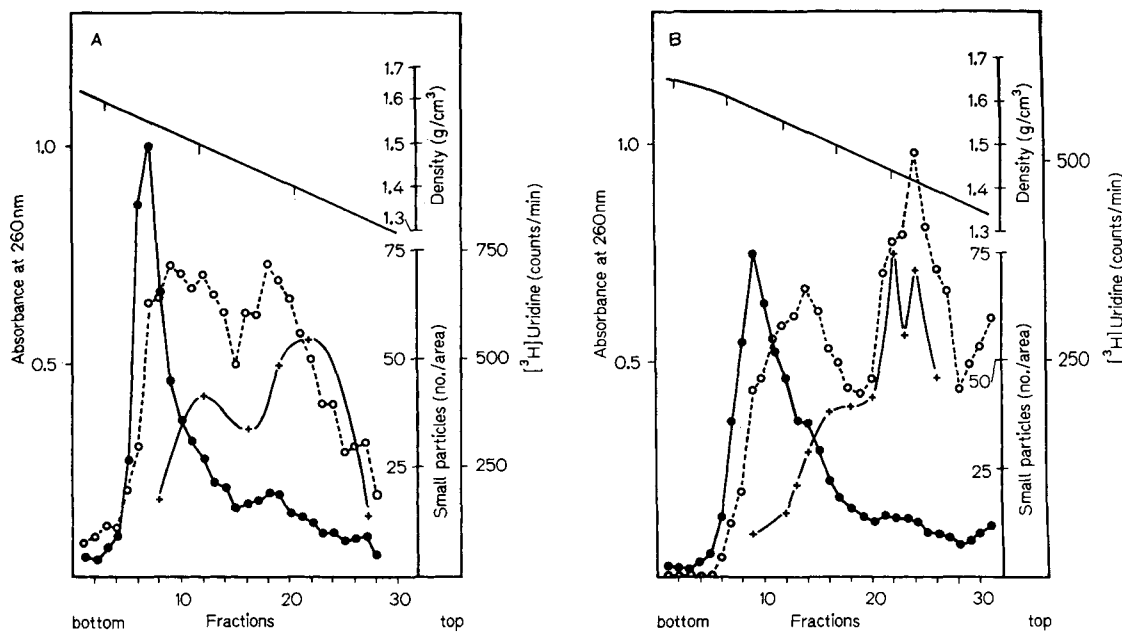 A
1.7
1.6
1.5
1.4
1.3
Density (g/cm³)
1.0
0.5
Absorbance at 260nm
75
50
25
Small particles (no./area)
750
500
250
[³H] Uridine (counts/min)
10
20
30
bottom
Fractions
top
B
1.7
1.6
1.5
1.4
1.3
Density (g/cm³)
1.0
0.5
Absorbance at 260nm
75
50
25
Small particles (no./area)
500
250
[³H] Uridine (counts/min)
10
20
30
bottom
Fractions
top